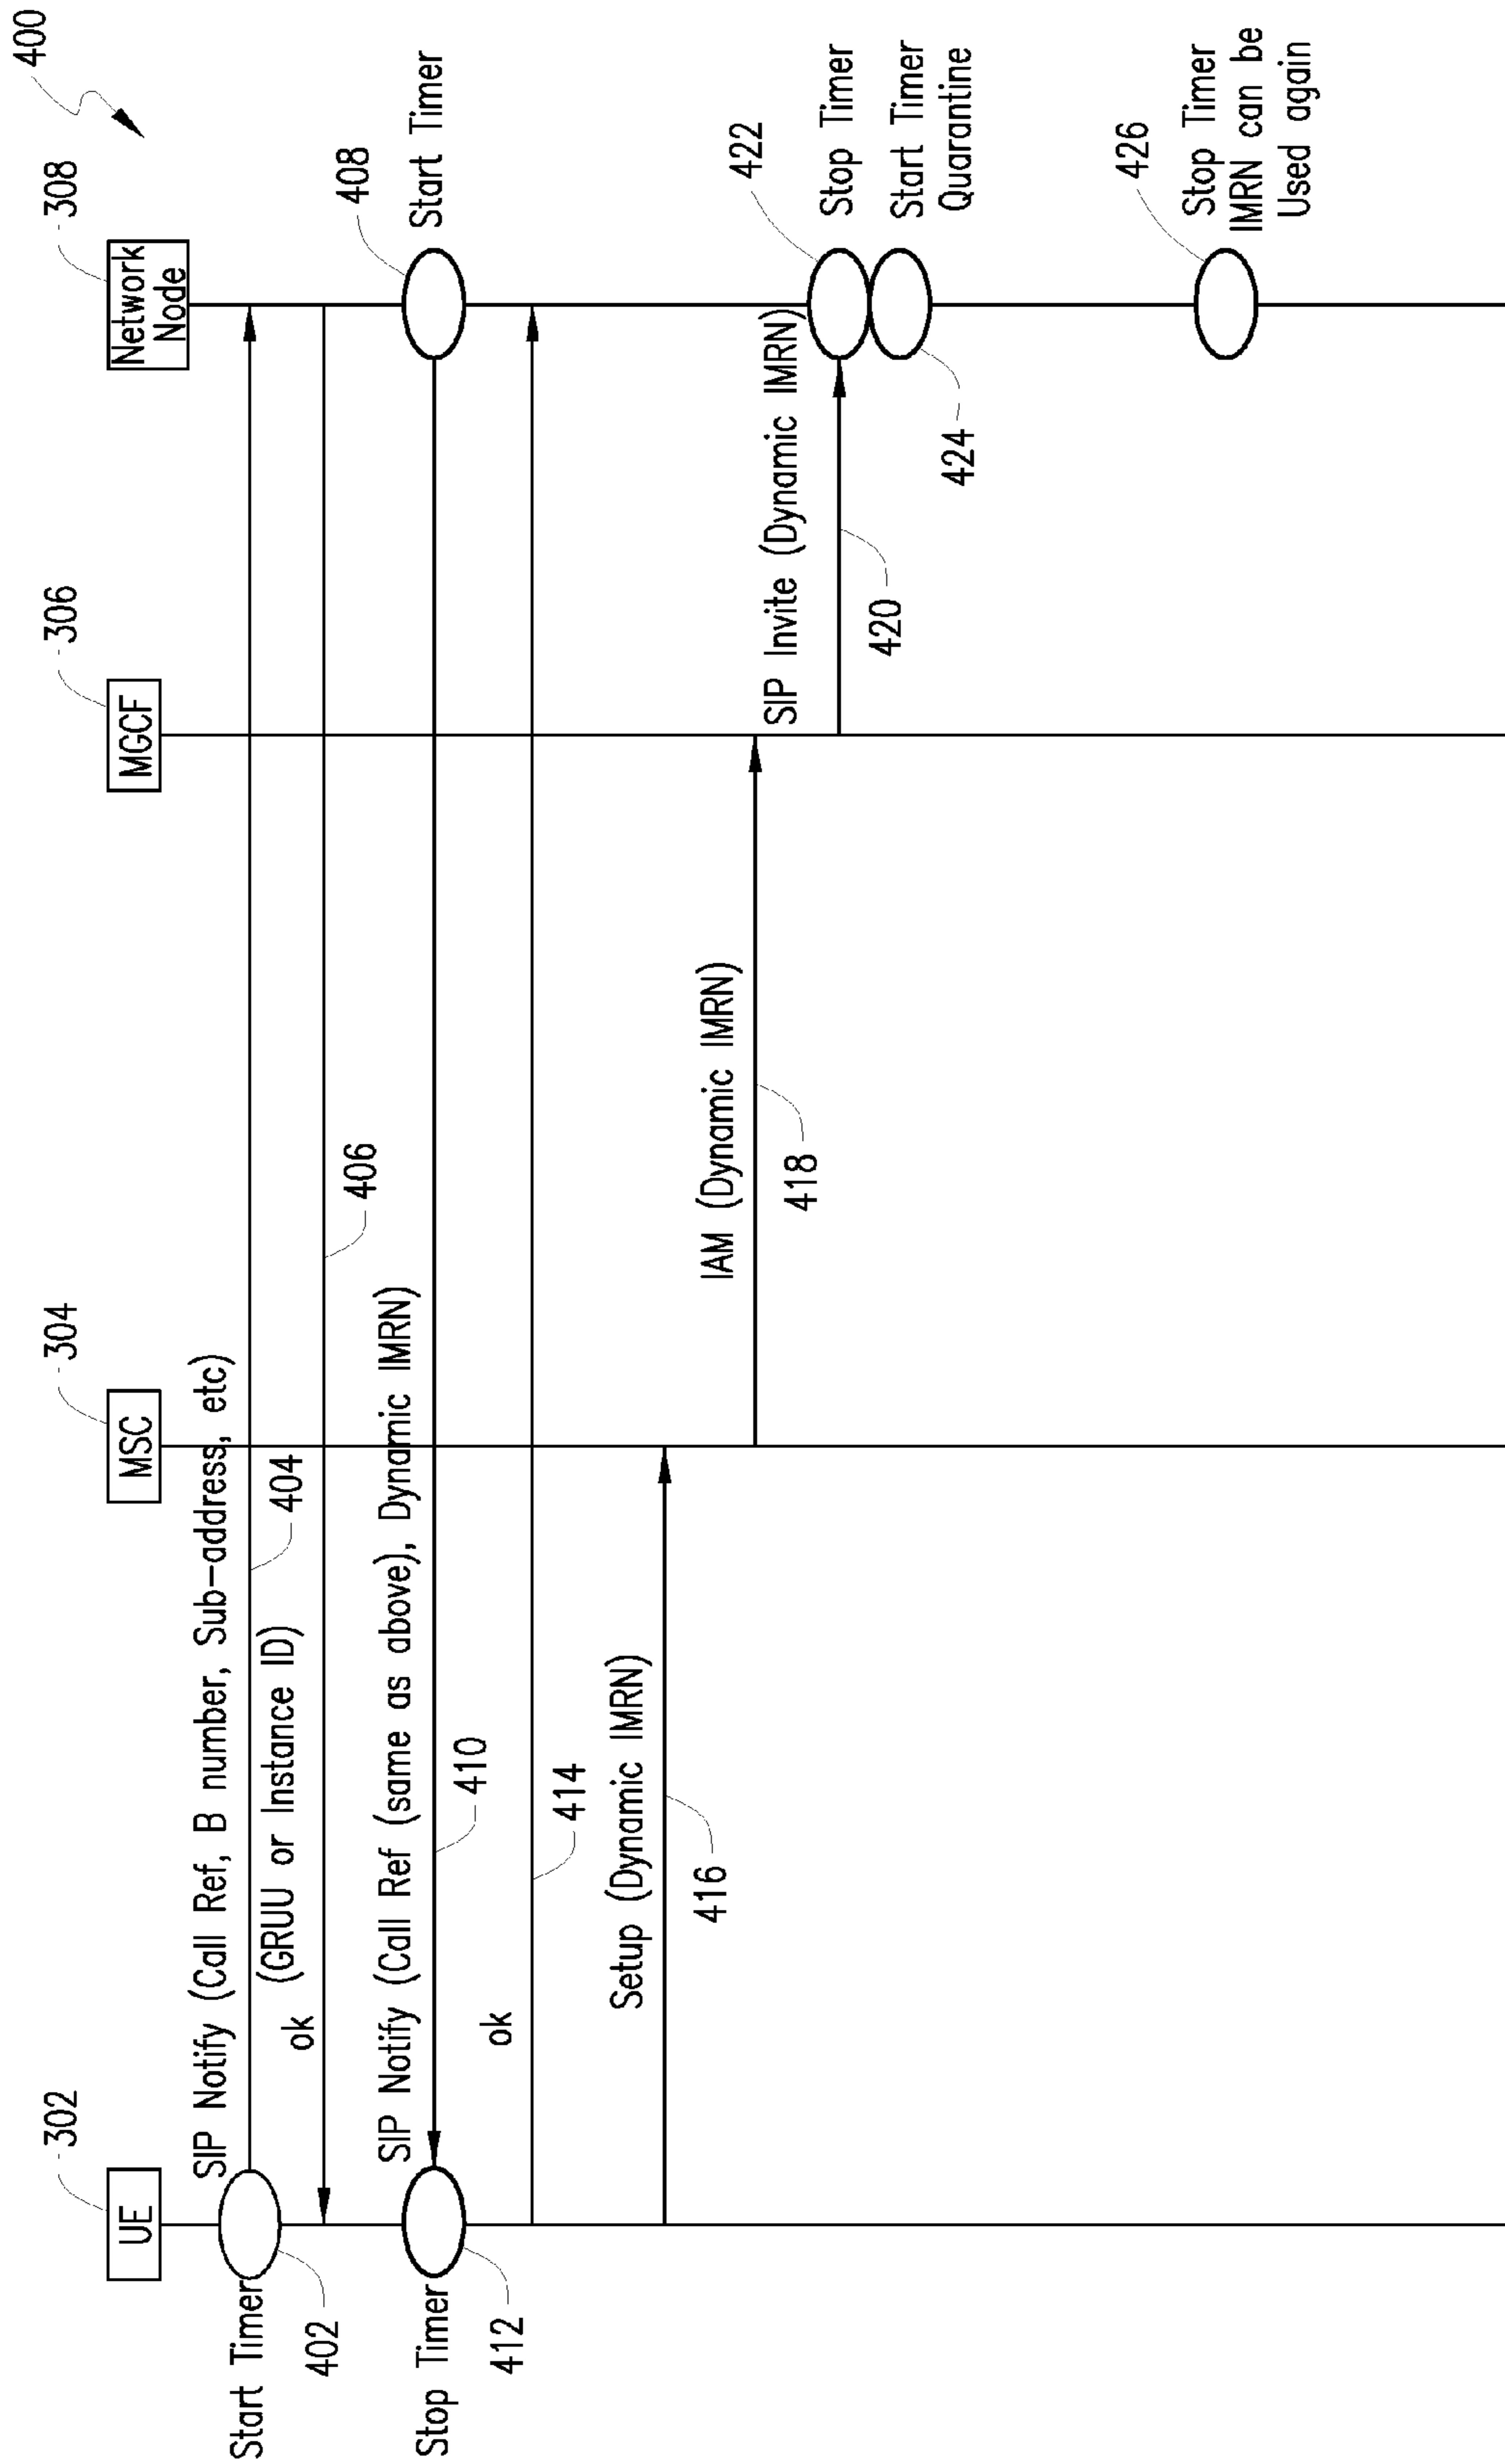 400
302
304
306
308
UE
MSC
MGCF
Network
Node
SIP Notify (Call Ref, B number, Sub-address, etc)
Start Timer
402
404
(GRUU or Instance ID)
ok
406
408
Start Timer
SIP Notify (Call Ref (same as above), Dynamic IMRN)
Stop Timer
412
410
ok
414
Setup (Dynamic IMRN)
416
IAM (Dynamic IMRN)
418
SIP Invite (Dynamic IMRN)
420
422
Stop Timer
Start Timer
Quarantine
424
426
Stop Timer
IMRN can be
Used again